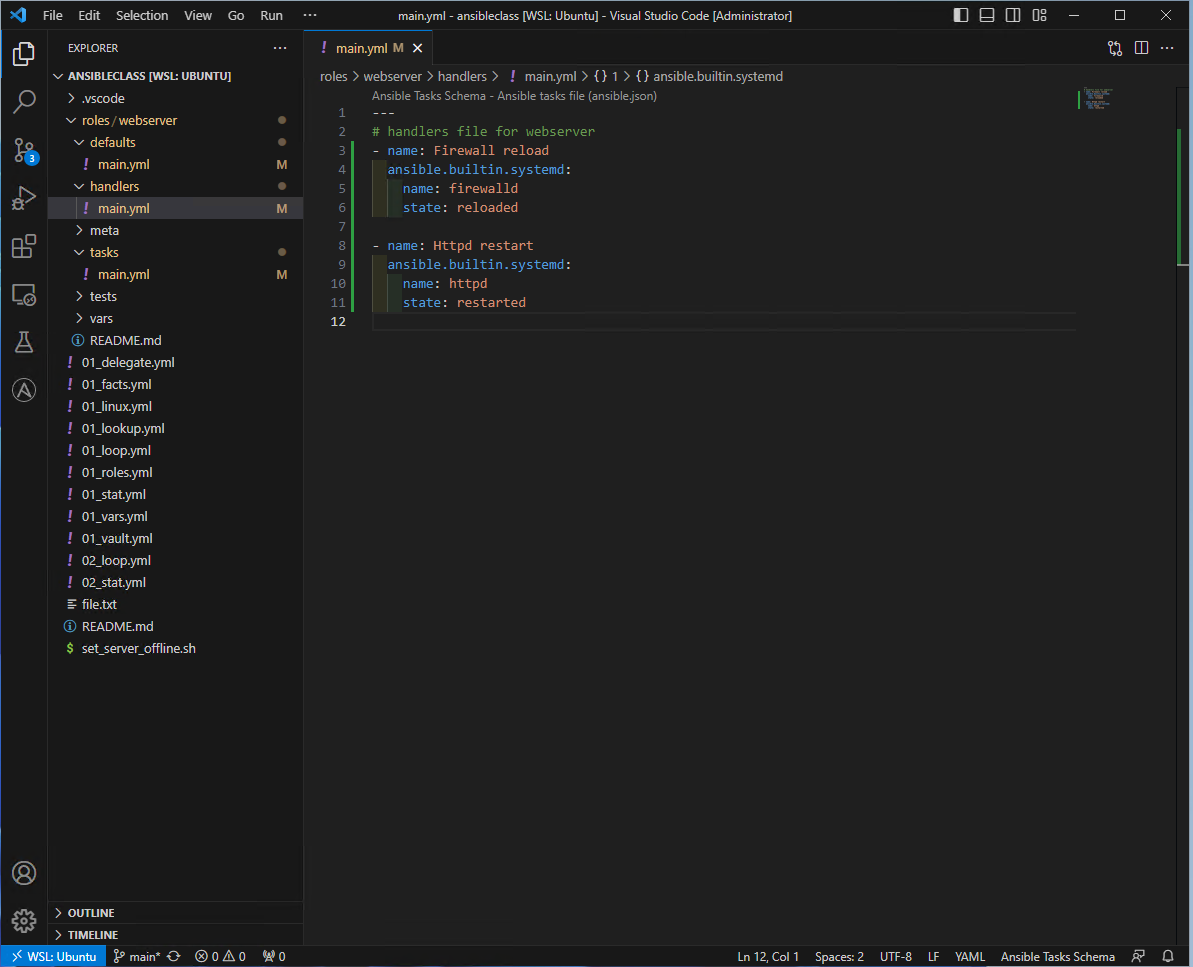 File Edit Selection View Go Run ··· main.yml - ansibleclass [WSL: Ubuntu] - Visual Studio Code [Administrator]
EXPLORER ···
ANSIBLECLASS [WSL: UBUNTU]
.vscode
roles / webserver
defaults
! main.yml M
handlers
! main.yml M
meta
tasks
! main.yml M
tests
vars
README.md
! 01_delegate.yml
! 01_facts.yml
! 01_linux.yml
! 01_lookup.yml
! 01_loop.yml
! 01_roles.yml
! 01_stat.yml
! 01_vars.yml
! 01_vault.yml
! 02_loop.yml
! 02_stat.yml
file.txt
README.md
$ set_server_offline.sh
OUTLINE
TIMELINE
3
! main.yml M
roles > webserver > handlers > ! main.yml > {} 1 > {} ansible.builtin.systemd
Ansible Tasks Schema - Ansible tasks file (ansible.json)
1 ---
2 # handlers file for webserver
3 - name: Firewall reload
4 ansible.builtin.systemd:
5 name: firewalld
6 state: reloaded
7
8 - name: Httpd restart
9 ansible.builtin.systemd:
10 name: httpd
11 state: restarted
12
WSL: Ubuntu main* 0 0 0 Ln 12, Col 1 Spaces: 2 UTF-8 LF YAML Ansible Tasks Schema